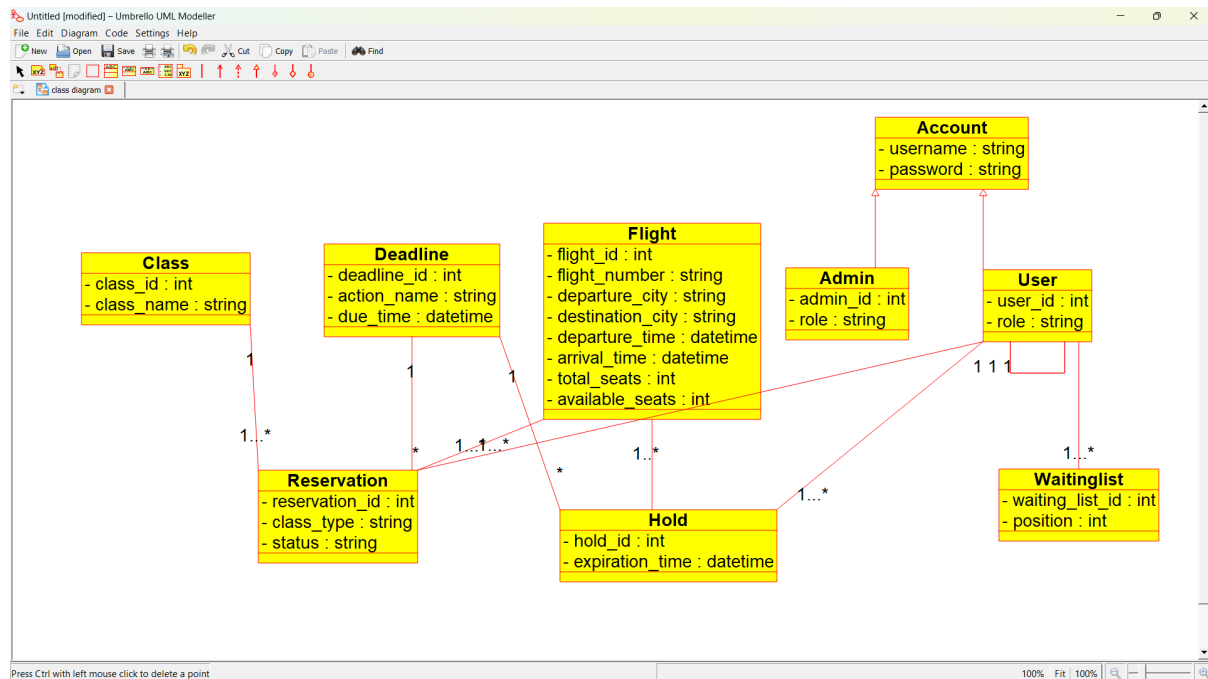 Untitled [modified] – Umbrello UML Modeller
File Edit Diagram Code Settings Help
New Open Save Cut Copy Paste Find
class diagram
Account
- username : string
- password : string
Flight
- flight_id : int
- flight_number : string
- departure_city : string
- destination_city : string
- departure_time : datetime
- arrival_time : datetime
- total_seats : int
- available_seats : int
Deadline
- deadline_id : int
- action_name : string
- due_time : datetime
Class
- class_id : int
- class_name : string
Admin
- admin_id : int
- role : string
User
- user_id : int
- role : string
1
1
1
1 1 1
1...*
*
1...1...*
1..*
*
1...*
1...*
Reservation
- reservation_id : int
- class_type : string
- status : string
Hold
- hold_id : int
- expiration_time : datetime
Waitinglist
- waiting_list_id : int
- position : int
Press Ctrl with left mouse click to delete a point
100% Fit 100%